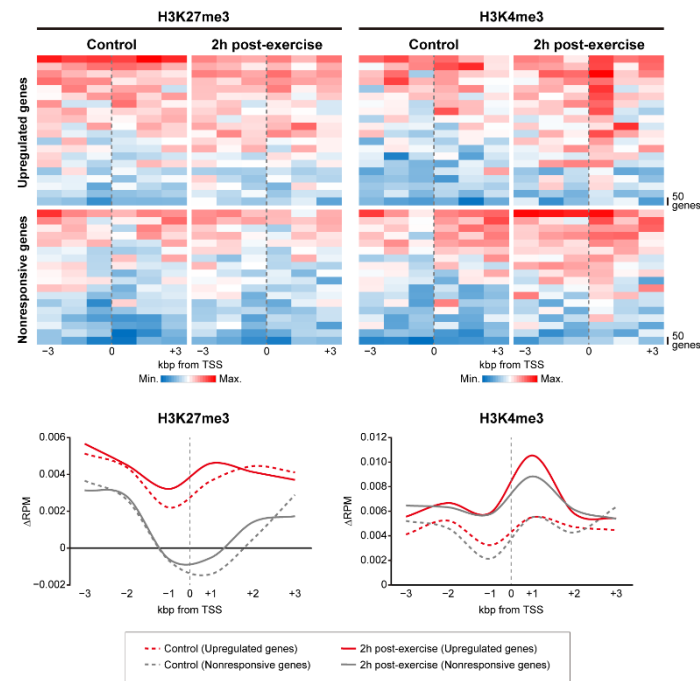 H3K27me3
H3K4me3
Control
2h post-exercise
Control
2h post-exercise
Upregulated genes
50
genes
Nonresponsive genes
50
genes
−3
0
+3
−3
0
+3
−3
0
+3
−3
0
+3
kbp from TSS
kbp from TSS
Min.
Max.
Min.
Max.
H3K27me3
H3K4me3
0.006
0.004
0.002
0
−0.002
ΔRPM
−3
−2
−1
0
+1
+2
+3
kbp from TSS
0.012
0.010
0.008
0.006
0.004
0.002
0
ΔRPM
−3
−2
−1
0
+1
+2
+3
kbp from TSS
Control (Upregulated genes)
2h post-exercise (Upregulated genes)
Control (Nonresponsive genes)
2h post-exercise (Nonresponsive genes)